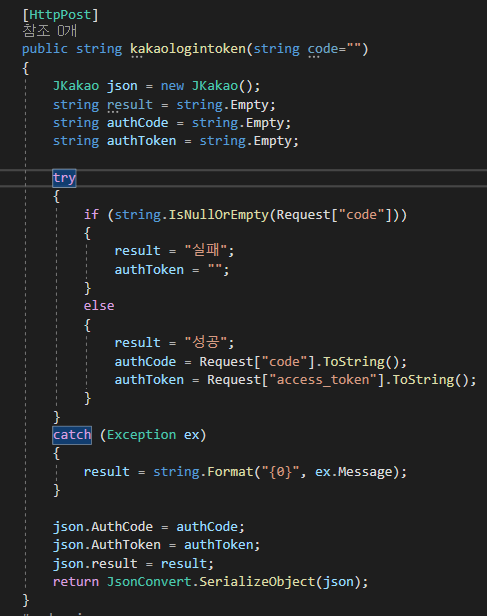 [HttpPost]
참조 0개
public string kakaologintoken(string code="")
{
JKakao json = new JKakao();
string result = string.Empty;
string authCode = string.Empty;
string authToken = string.Empty;
try
{
if (string.IsNullOrEmpty(Request["code"]))
{
result = "실패";
authToken = "";
}
else
{
result = "성공";
authCode = Request["code"].ToString();
authToken = Request["access_token"].ToString();
}
}
catch (Exception ex)
{
result = string.Format("{0}", ex.Message);
}
json.AuthCode = authCode;
json.AuthToken = authToken;
json.result = result;
return JsonConvert.SerializeObject(json);
}